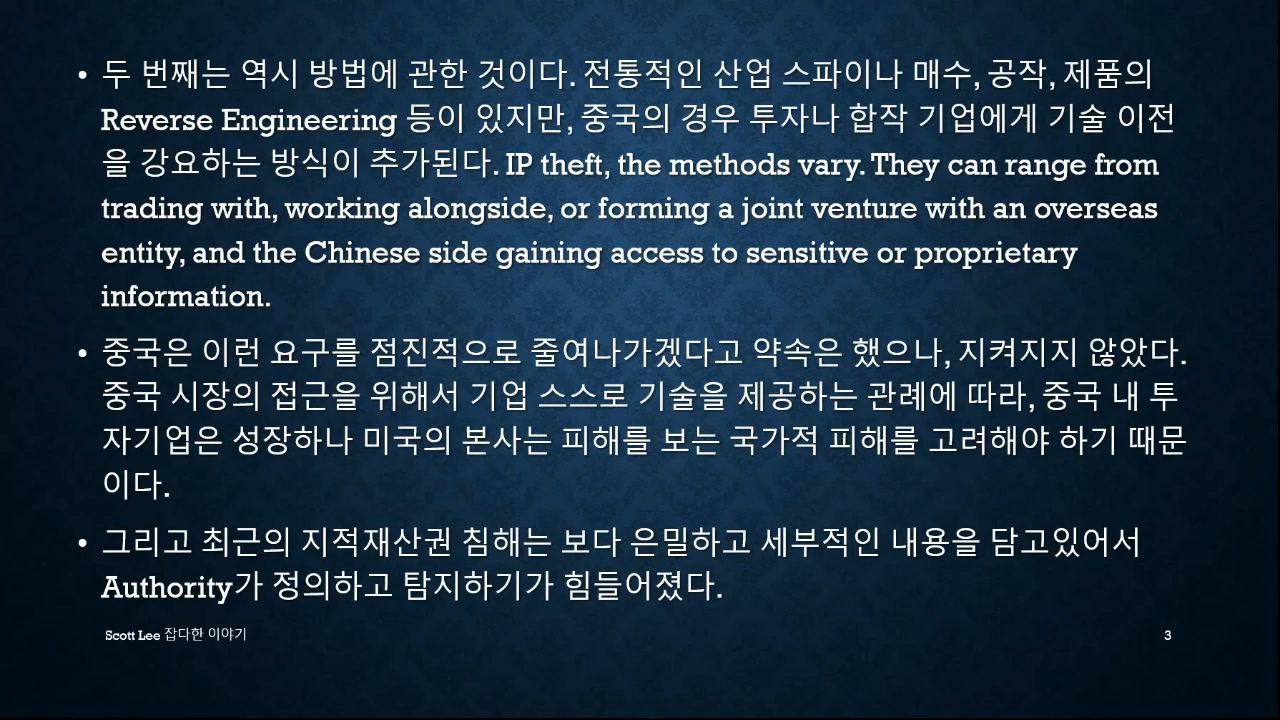 • 두 번째는 역시 방법에 관한 것이다. 전통적인 산업 스파이나 매수, 공작, 제품의
Reverse Engineering 등이 있지만, 중국의 경우 투자나 합작 기업에게 기술 이전
을 강요하는 방식이 추가된다. IP theft, the methods vary. They can range from
trading with, working alongside, or forming a joint venture with an overseas
entity, and the Chinese side gaining access to sensitive or proprietary
information.
• 중국은 이런 요구를 점진적으로 줄여나가겠다고 약속은 했으나, 지켜지지 않았다.
중국 시장의 접근을 위해서 기업 스스로 기술을 제공하는 관례에 따라, 중국 내 투
자기업은 성장하나 미국의 본사는 피해를 보는 국가적 피해를 고려해야 하기 때문
이다.
• 그리고 최근의 지적재산권 침해는 보다 은밀하고 세부적인 내용을 담고있어서
Authority가 정의하고 탐지하기가 힘들어졌다.
Scott Lee 잡다한 이야기
3